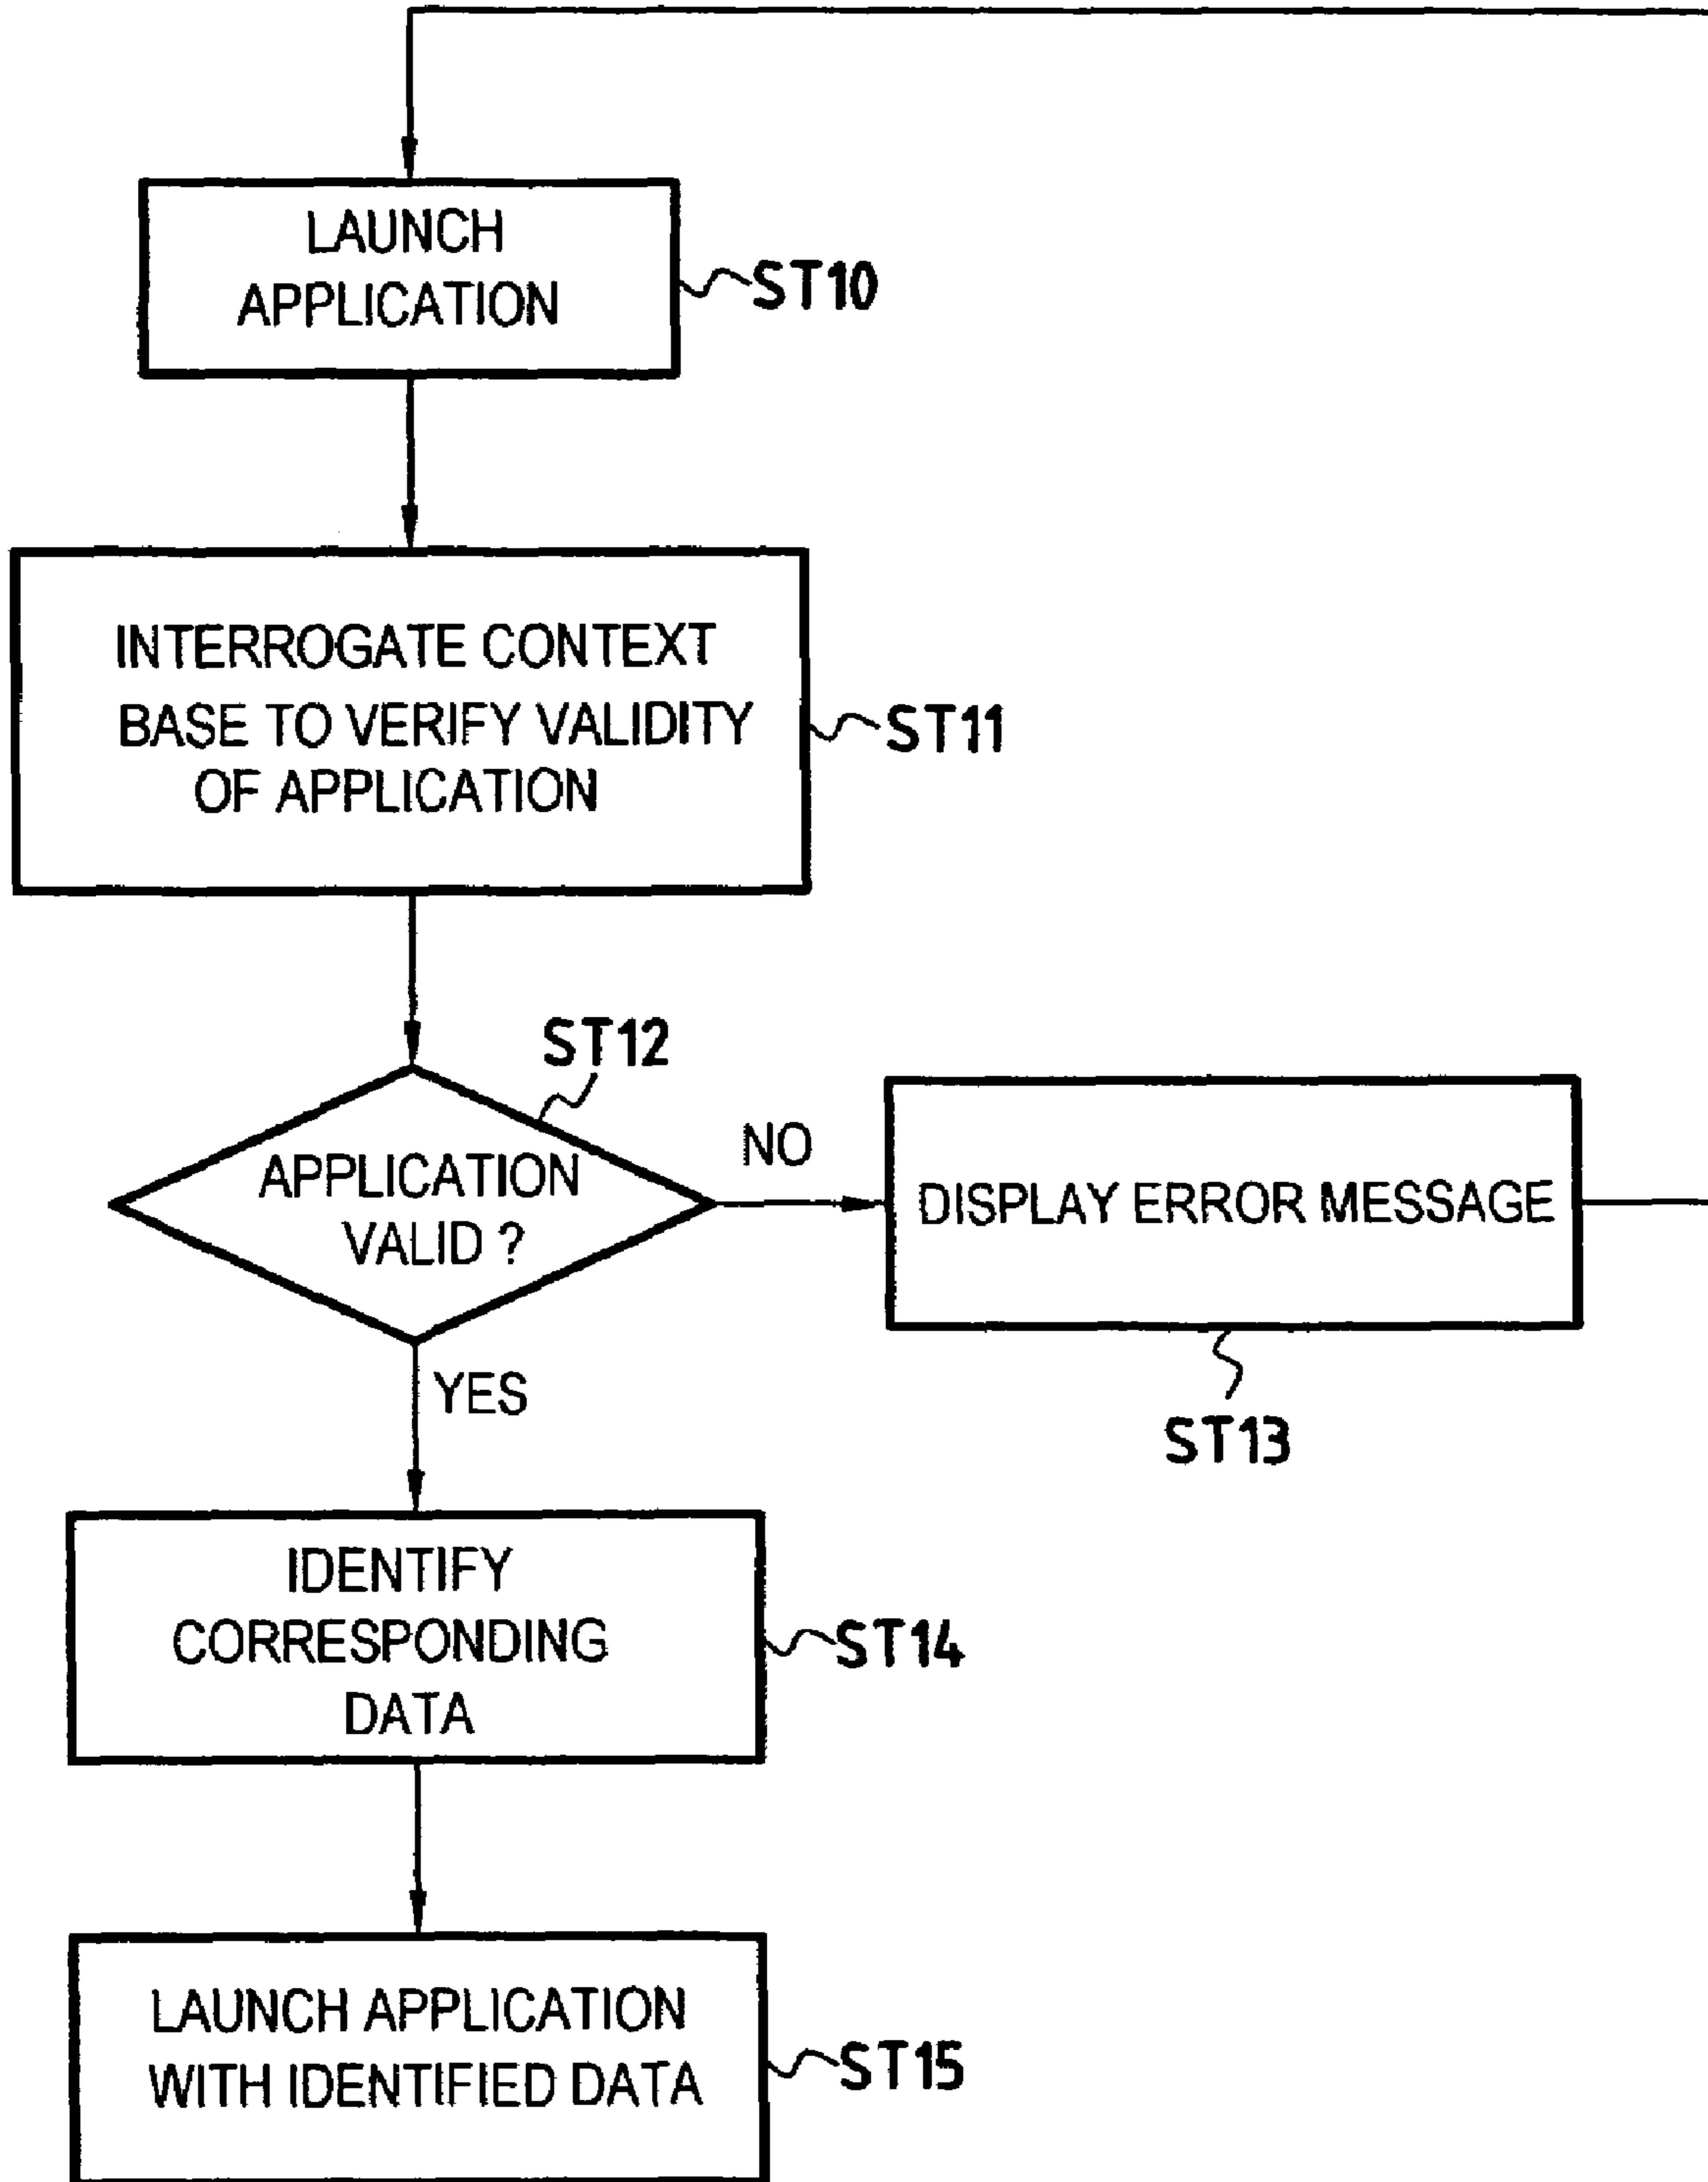 LAUNCH
APPLICATION
ST10
INTERROGATE CONTEXT
BASE TO VERIFY VALIDITY
OF APPLICATION
ST11
ST12
APPLICATION
VALID ?
NO
DISPLAY ERROR MESSAGE
ST13
YES
IDENTIFY
CORRESPONDING
DATA
ST14
LAUNCH APPLICATION
WITH IDENTIFIED DATA
ST15